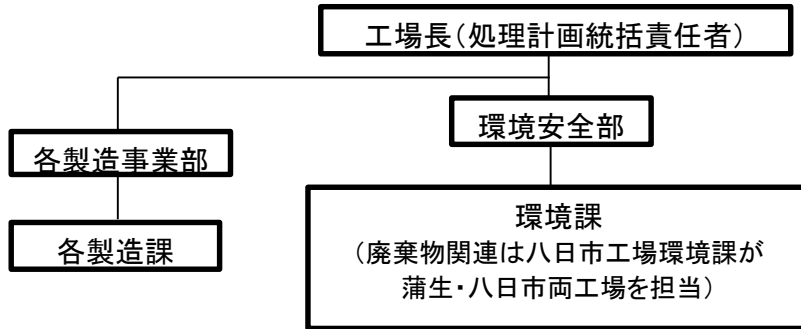 工場長（処理計画統括責任者）
環境安全部
各製造事業部
各製造課
環境課
（廃棄物関連は八日市工場環境課が
蒲生・八日市両工場を担当）